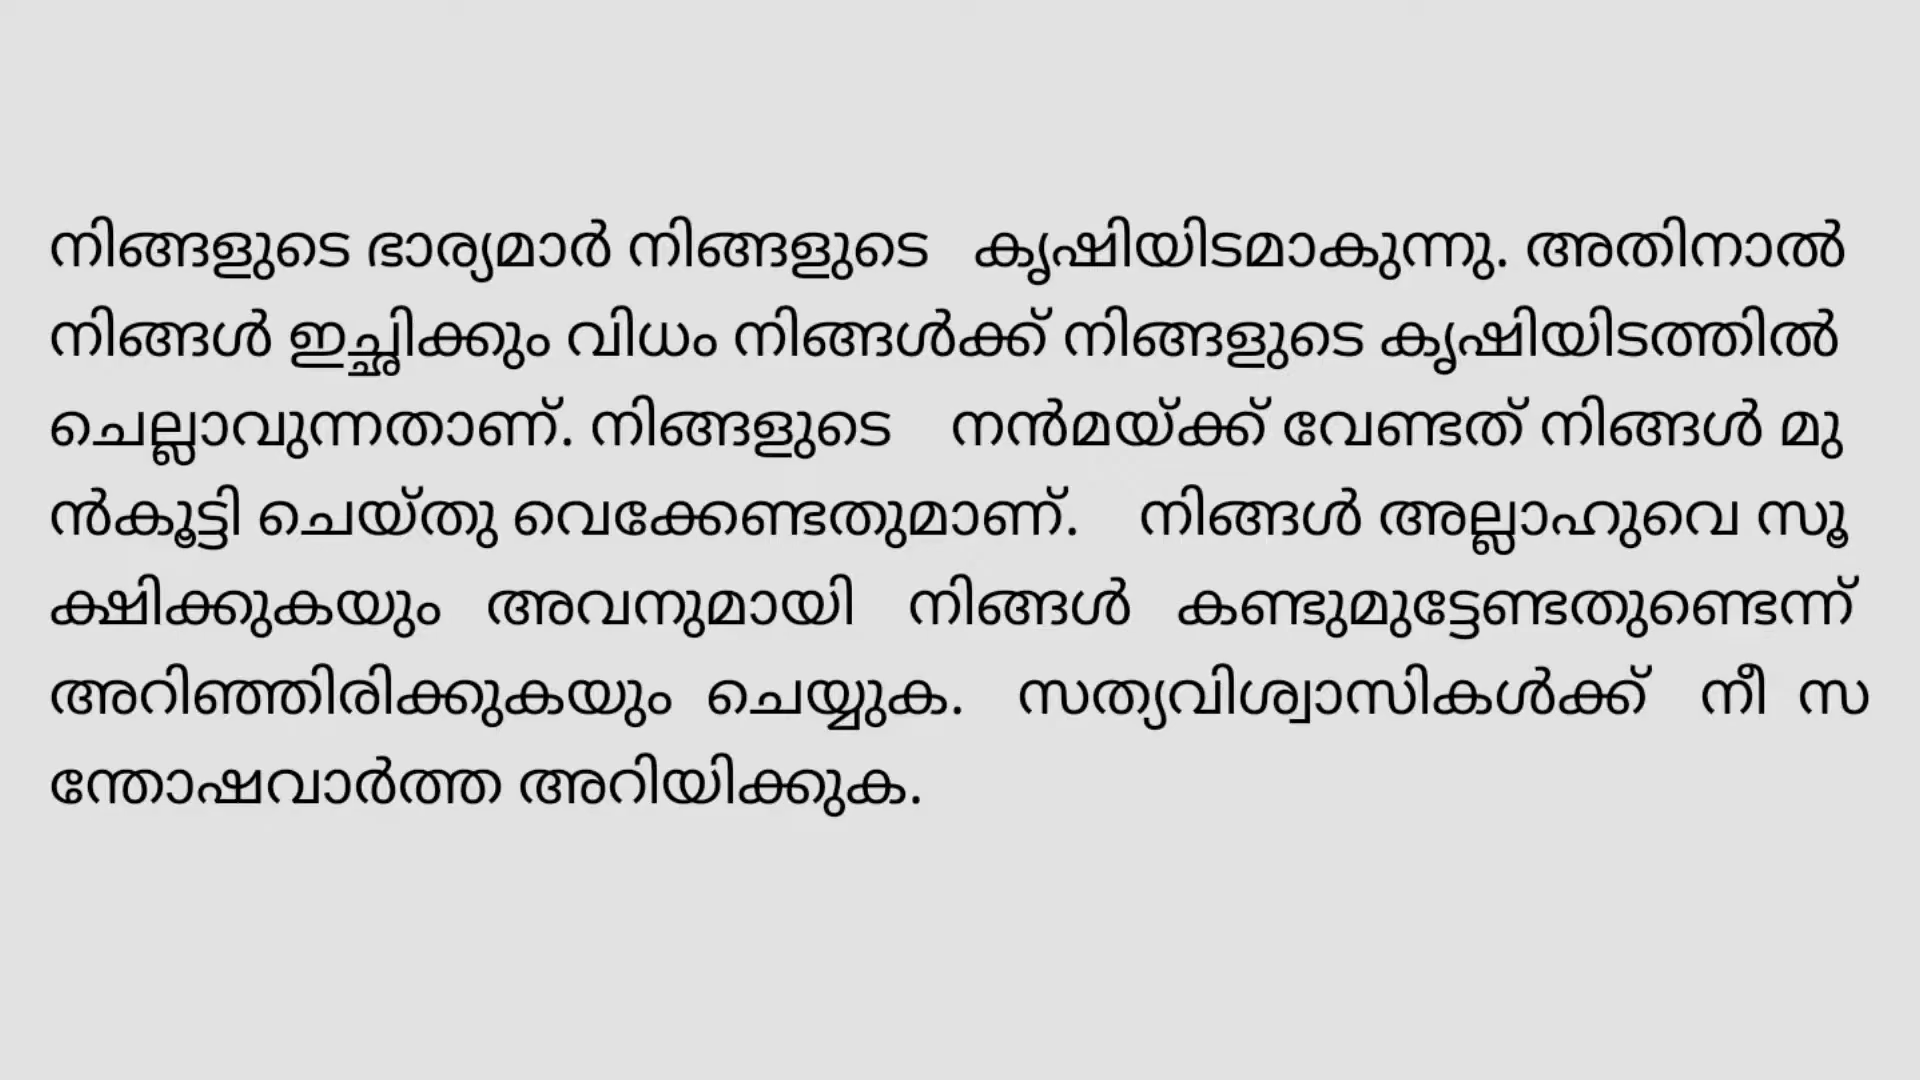 നിങ്ങളുടെ ഭാര്യമാർ നിങ്ങളുടെ കൃഷിയിടമാകുന്നു. അതിനാൽ
നിങ്ങൾ ഇച്ഛിക്കും വിധം നിങ്ങൾക്ക് നിങ്ങളുടെ കൃഷിയിടത്തിൽ
ചെല്ലാവുന്നതാണ്. നിങ്ങളുടെ നൻമയ്ക്ക് വേണ്ടത് നിങ്ങൾ മു
ൻകൂട്ടി ചെയ്തു വെക്കേണ്ടതുമാണ്. നിങ്ങൾ അല്ലാഹുവെ സൂ
ക്ഷിക്കുകയും അവനുമായി നിങ്ങൾ കണ്ടുമുട്ടേണ്ടതുണ്ടെന്ന്
അറിഞ്ഞിരിക്കുകയും ചെയ്യുക. സത്യവിശ്വാസികൾക്ക് നീ സ
ന്തോഷവാർത്ത അറിയിക്കുക.